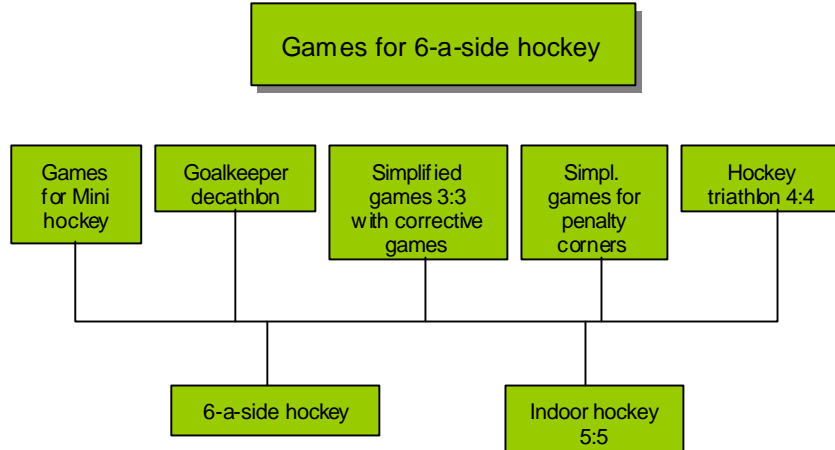 Games for 6-a-side hockey
Games
for Mini
hockey
Goalkeeper
decathlon
Simplified
games 3:3
with corrective
games
Simpl.
games for
penalty
corners
Hockey
triathlon 4:4
6-a-side hockey
Indoor hockey
5:5